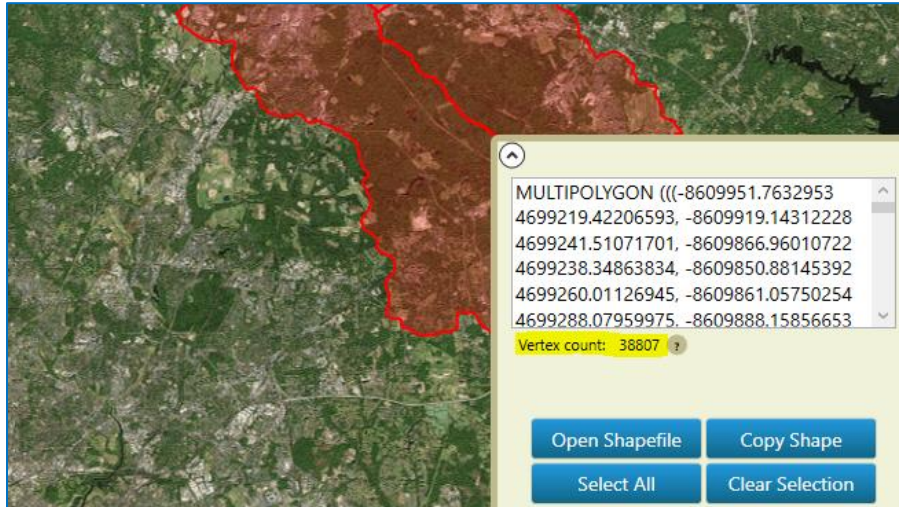 MULTIPOLYGON (((-8609951.7632953
4699219.42206593, -8609919.14312228
4699241.51071701, -8609866.96010722
4699238.34863834, -8609850.88145392
4699260.01126945, -8609861.05750254
4699288.07959975, -8609888.15856653
Vertex count: 38807 ?
Open Shapefile Copy Shape
Select All Clear Selection